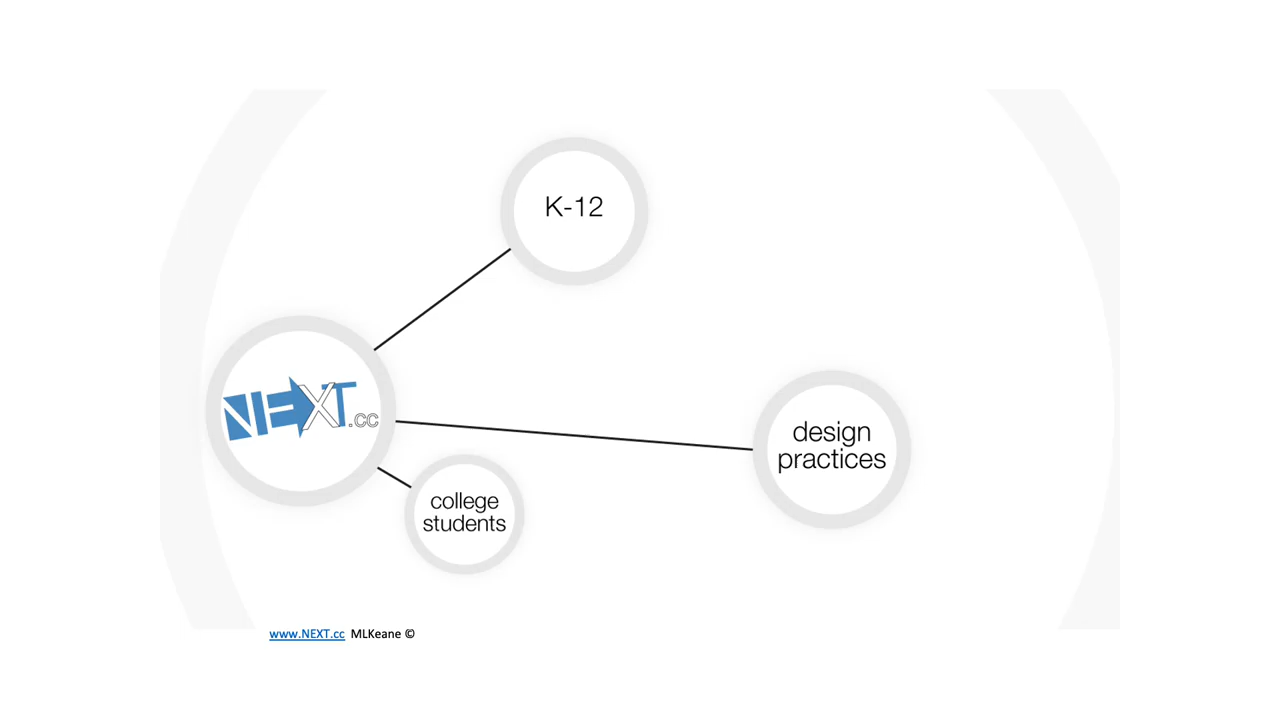 K-12
NEXT.cc
design
practices
college
students
www.NEXT.cc MLKeane ©